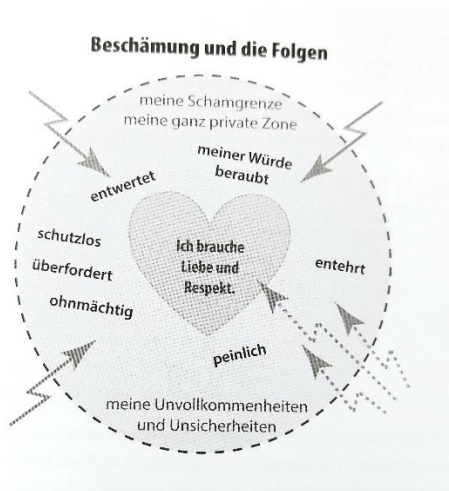 Beschämung und die Folgen
meine Schamgrenze
meine ganz private Zone
meiner Würde
beraubt
entwertet
schutzlos
überfordert
ohnmächtig
Ich brauche
Liebe und
Respekt.
entehrt
peinlich
meine Unvollkommenheiten
und Unsicherheiten